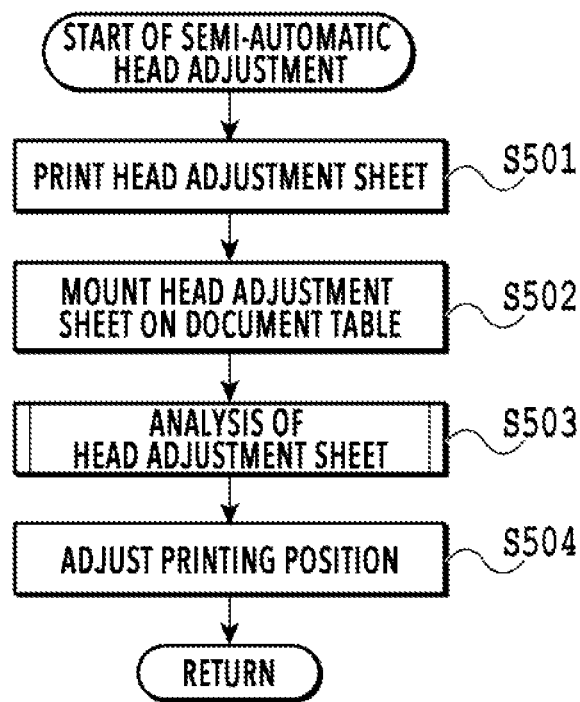 START OF SEMI-AUTOMATIC
HEAD ADJUSTMENT
PRINT HEAD ADJUSTMENT SHEET
S501
MOUNT HEAD ADJUSTMENT
SHEET ON DOCUMENT TABLE
S502
ANALYSIS OF
HEAD ADJUSTMENT SHEET
S503
ADJUST PRINTING POSITION
S504
RETURN